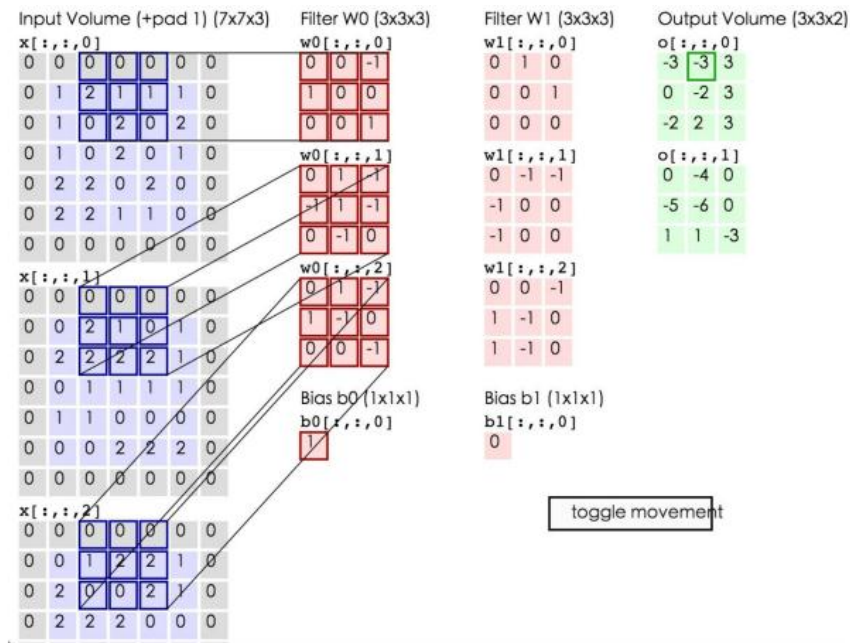 Input Volume (+pad 1) (7x7x3)
x[:,:,0]
0 0 0 0 0 0 0
0 1 2 1 1 1 0
0 1 0 2 0 2 0
0 1 0 2 0 1 0
0 2 2 0 2 0 0
0 2 2 1 1 0 0
0 0 0 0 0 0 0
x[:,:,1]
0 0 0 0 0 0 0
0 0 2 1 0 1 0
0 2 2 2 2 1 0
0 0 1 1 1 1 0
0 1 1 0 0 0 0
0 0 0 2 2 2 0
0 0 0 0 0 0 0
x[:,:,2]
0 0 0 0 0 0 0
0 0 1 2 2 1 0
0 2 0 0 2 1 0
0 2 2 2 0 0 0
Filter W0 (3x3x3)
w0[:,:,0]
0 0 -1
1 0 0
0 0 1
w0[:,:,1]
0 1 -1
-1 1 -1
0 -1 0
w0[:,:,2]
0 1 -1
1 -1 0
0 0 -1
Bias b0 (1x1x1)
b0[:,:,0]
1
Filter W1 (3x3x3)
w1[:,:,0]
0 1 0
0 0 1
0 0 0
w1[:,:,1]
0 -1 -1
-1 0 0
-1 0 0
w1[:,:,2]
0 0 -1
1 -1 0
1 -1 0
Bias b1 (1x1x1)
b1[:,:,0]
0
Output Volume (3x3x2)
o[:,:,0]
-3 -3 3
0 -2 3
-2 2 3
o[:,:,1]
0 -4 0
-5 -6 0
1 1 -3
toggle movement